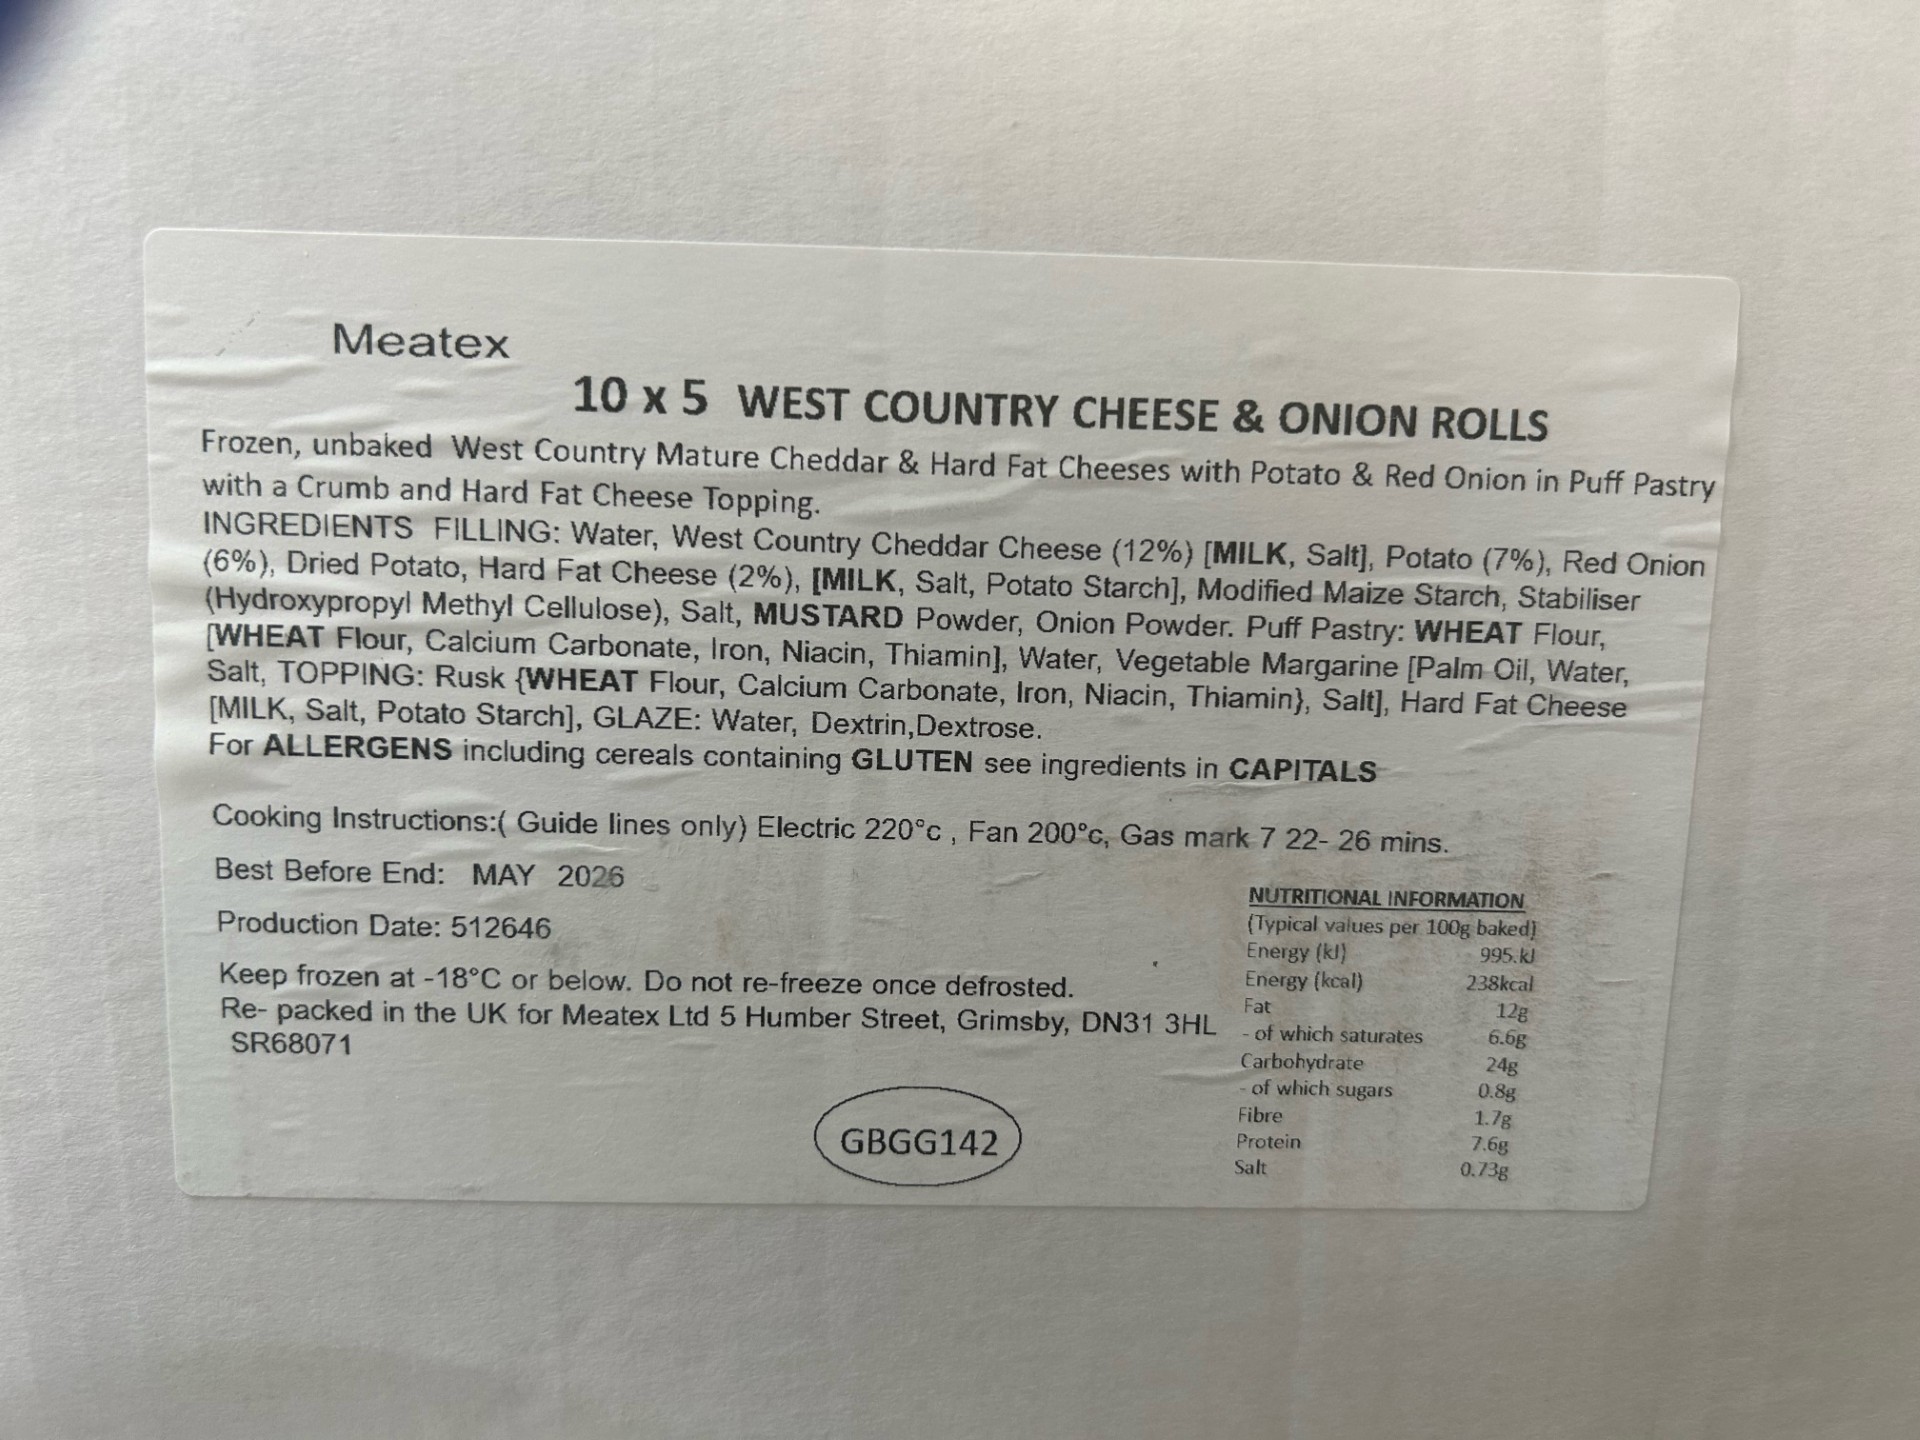 Meatex
10 x 5 WEST COUNTRY CHEESE & ONION ROLLS
Frozen, unbaked West Country Mature Cheddar & Hard Fat Cheeses with Potato & Red Onion in Puff Pastry
with a Crumb and Hard Fat Cheese Topping.
INGREDIENTS FILLING: Water, West Country Cheddar Cheese (12%) [MILK, Salt], Potato (7%), Red Onion
(6%), Dried Potato, Hard Fat Cheese (2%), [MILK, Salt, Potato Starch], Modified Maize Starch, Stabiliser
(Hydroxypropyl Methyl Cellulose), Salt, MUSTARD Powder, Onion Powder. Puff Pastry: WHEAT Flour,
[WHEAT Flour, Calcium Carbonate, Iron, Niacin, Thiamin], Water, Vegetable Margarine [Palm Oil, Water,
Salt, TOPPING: Rusk {WHEAT Flour, Calcium Carbonate, Iron, Niacin, Thiamin}, Salt], Hard Fat Cheese
[MILK, Salt, Potato Starch], GLAZE: Water, Dextrin,Dextrose.
For ALLERGENS including cereals containing GLUTEN see ingredients in CAPITALS
Cooking Instructions:( Guide lines only) Electric 220°c , Fan 200°c, Gas mark 7 22- 26 mins.
Best Before End: MAY 2026
Production Date: 512646
Keep frozen at -18°C or below. Do not re-freeze once defrosted.
Re- packed in the UK for Meatex Ltd 5 Humber Street, Grimsby, DN31 3HL
SR68071
GBGG142
NUTRITIONAL INFORMATION
(Typical values per 100g baked)
Energy (kJ) 995.kJ
Energy (kcal) 238kcal
Fat 12g
- of which saturates 6.6g
Carbohydrate 24g
- of which sugars 0.8g
Fibre 1.7g
Protein 7.6g
Salt 0.73g